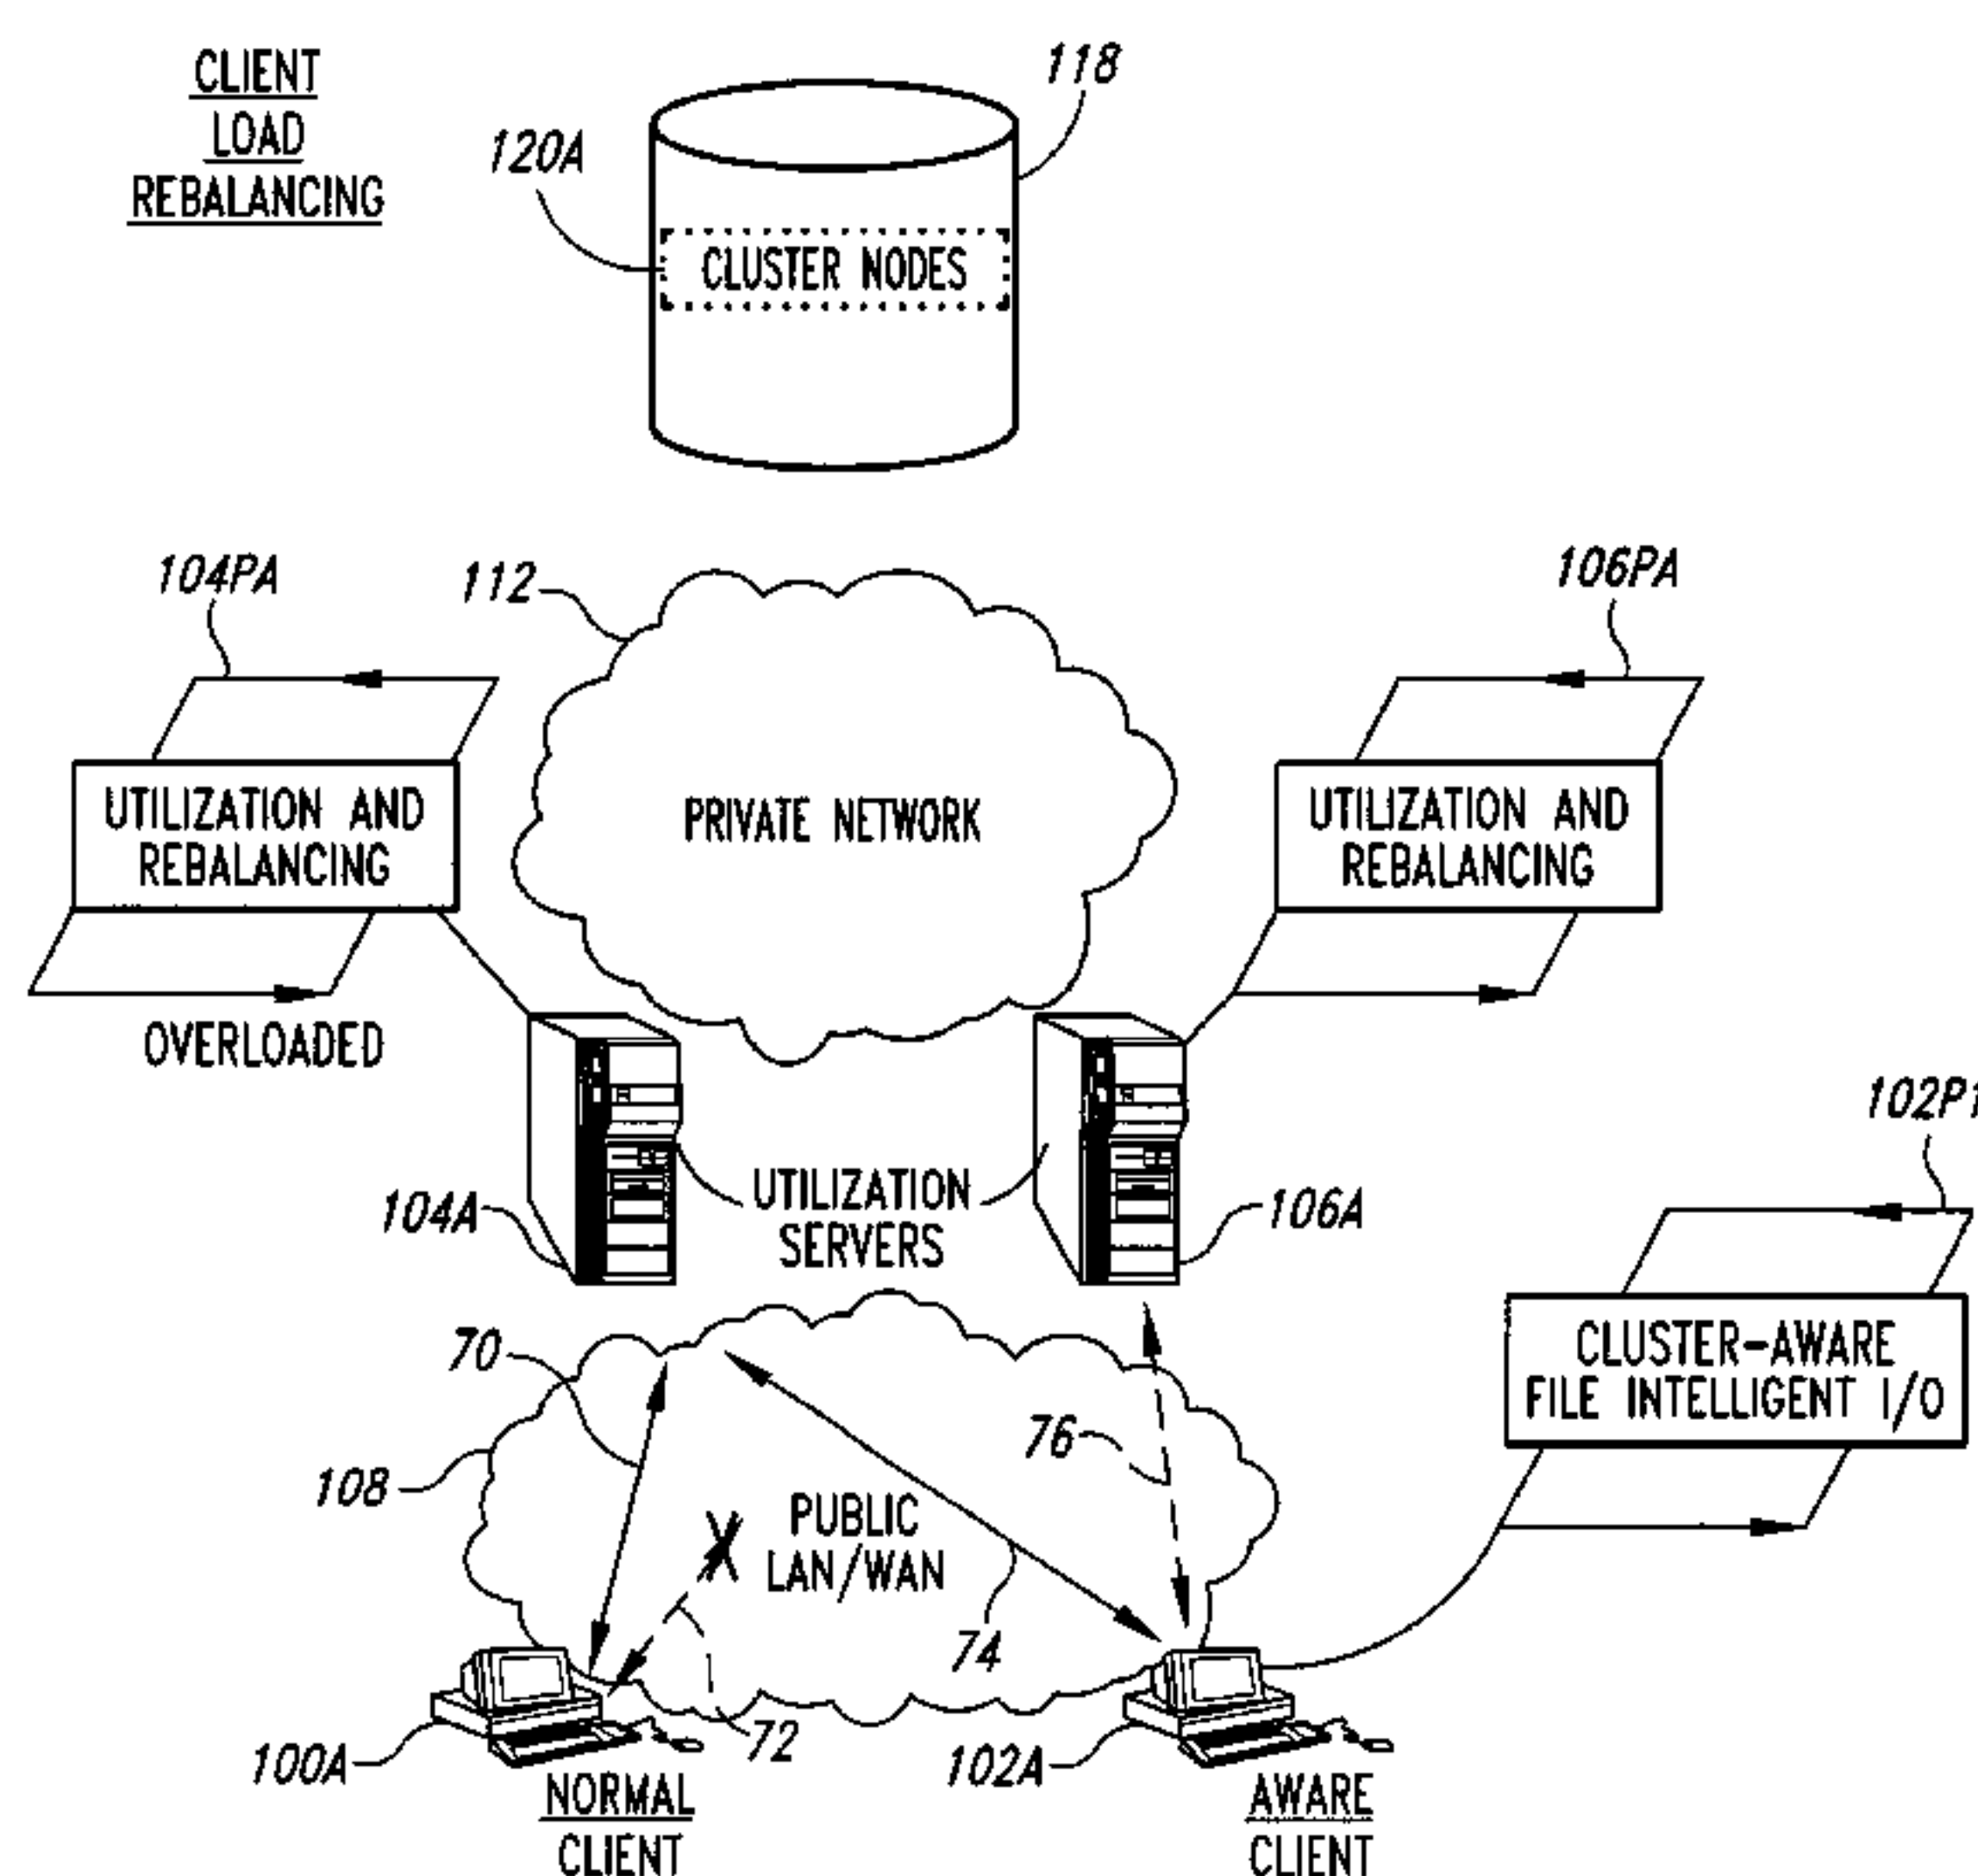 CLIENT
LOAD
REBALANCING
118
120A
CLUSTER NODES
104PA
112
106PA
UTILIZATION AND
REBALANCING
PRIVATE NETWORK
UTILIZATION AND
REBALANCING
OVERLOADED
102P1
UTILIZATION
SERVERS
104A
106A
70
CLUSTER-AWARE
FILE INTELLIGENT I/O
76
108
PUBLIC
LAN/WAN
74
72
100A
102A
NORMAL
CLIENT
AWARE
CLIENT